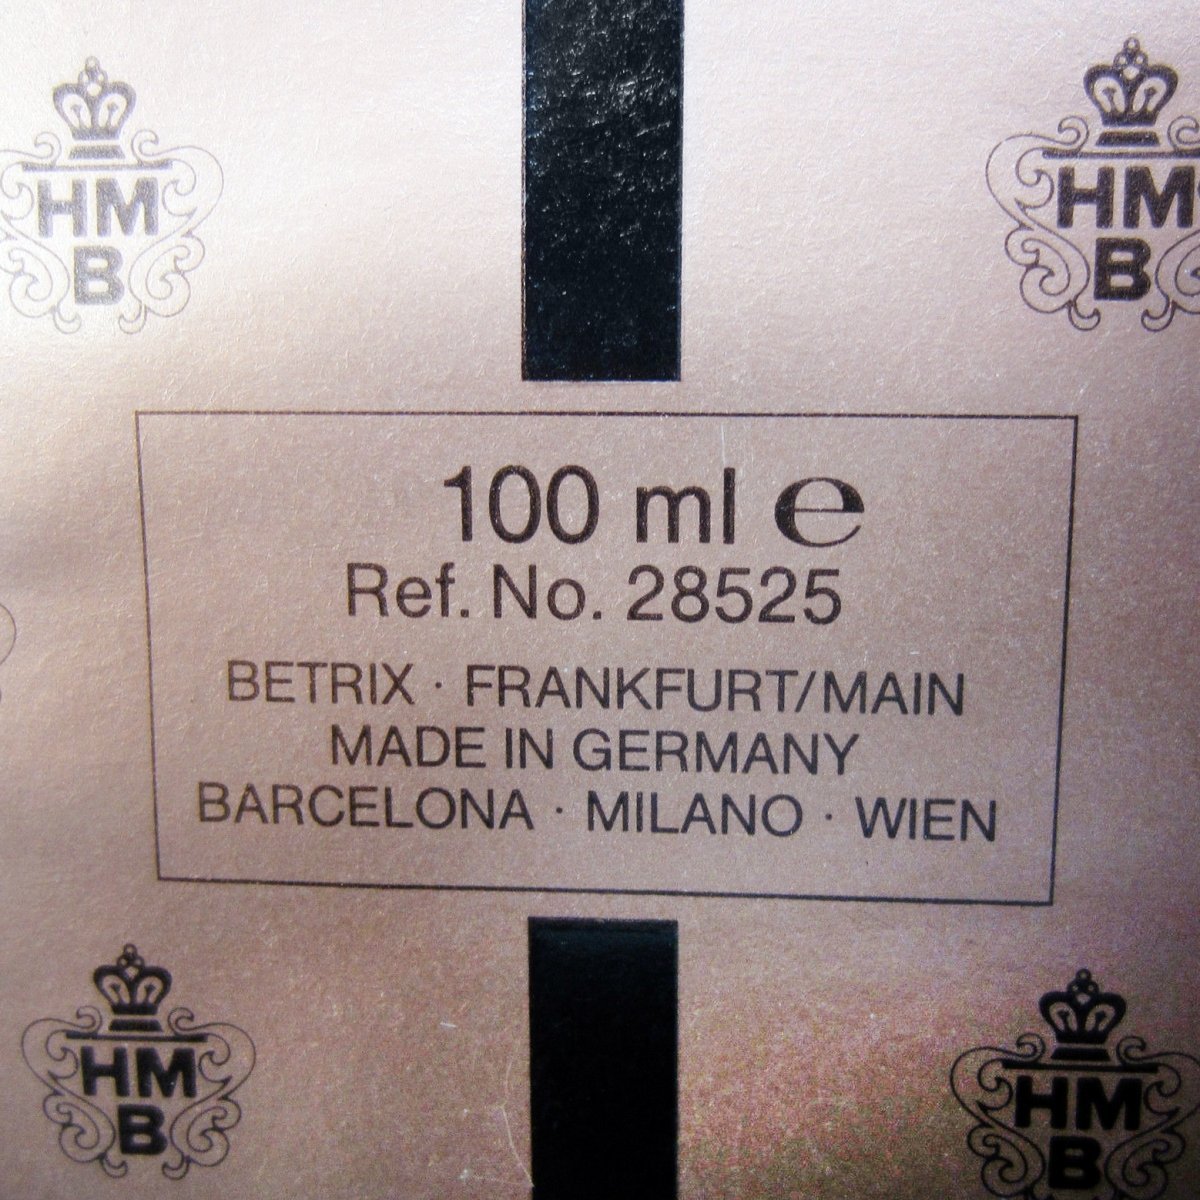 HM
B
HM
B
100 ml ℮
Ref. No. 28525
BETRIX · FRANKFURT/MAIN
MADE IN GERMANY
BARCELONA · MILANO · WIEN
HM
B
HM
B